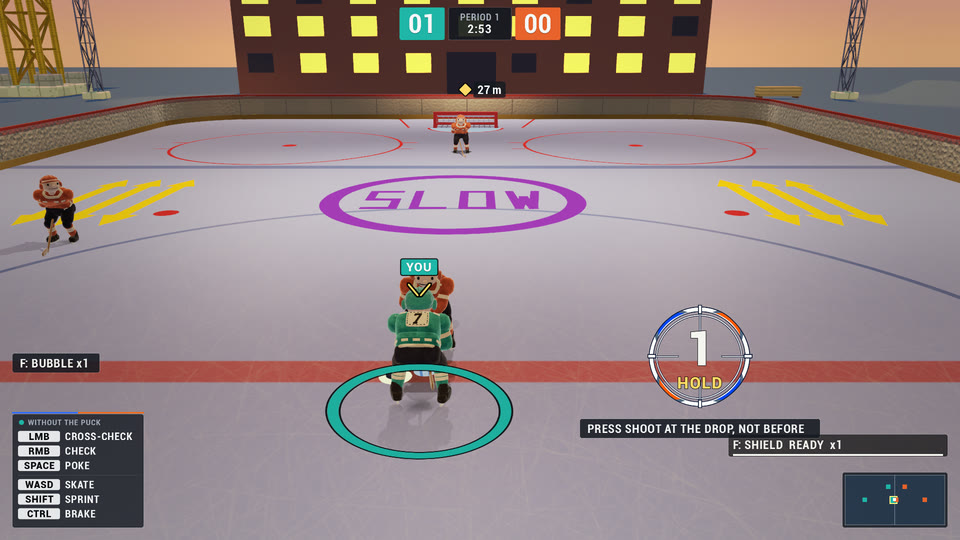 01
PERIOD 1
2:53
00
27 m
SLOW
YOU
7
1
HOLD
F: BUBBLE x1
PRESS SHOOT AT THE DROP, NOT BEFORE
F: SHIELD READY x1
WITHOUT THE PUCK
LMB CROSS-CHECK
RMB CHECK
SPACE POKE
WASD SKATE
SHIFT SPRINT
CTRL BRAKE